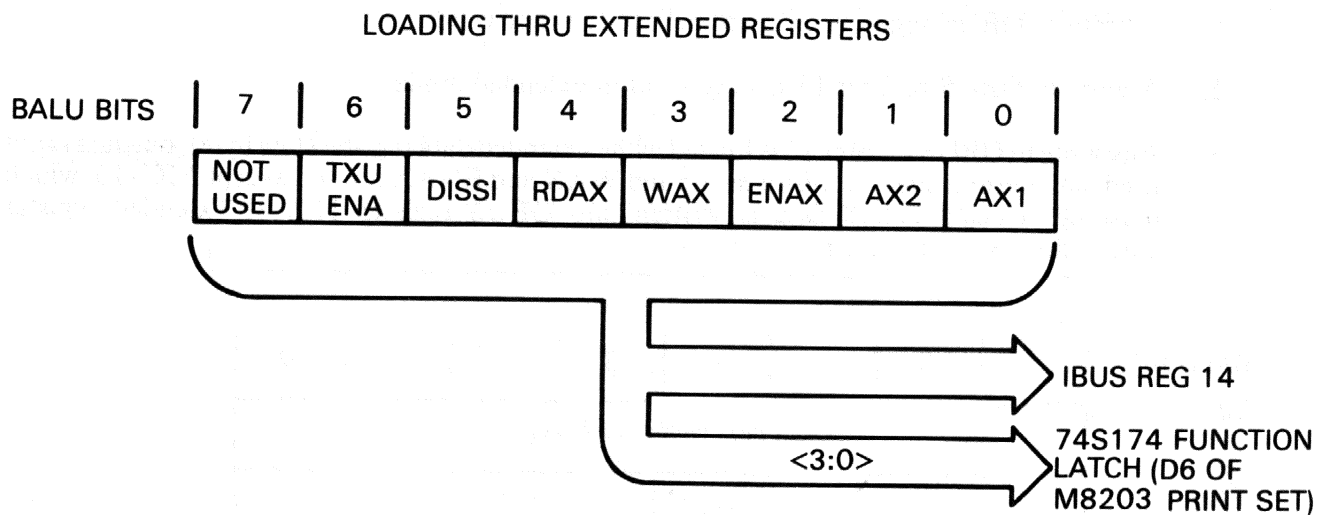 LOADING THRU EXTENDED REGISTERS
BALU BITS 7 6 5 4 3 2 1 0
NOT USED TXU ENA DISSI RDAX WAX ENAX AX2 AX1
IBUS REG 14
<3:0>
74S174 FUNCTION
LATCH (D6 OF
M8203 PRINT SET)